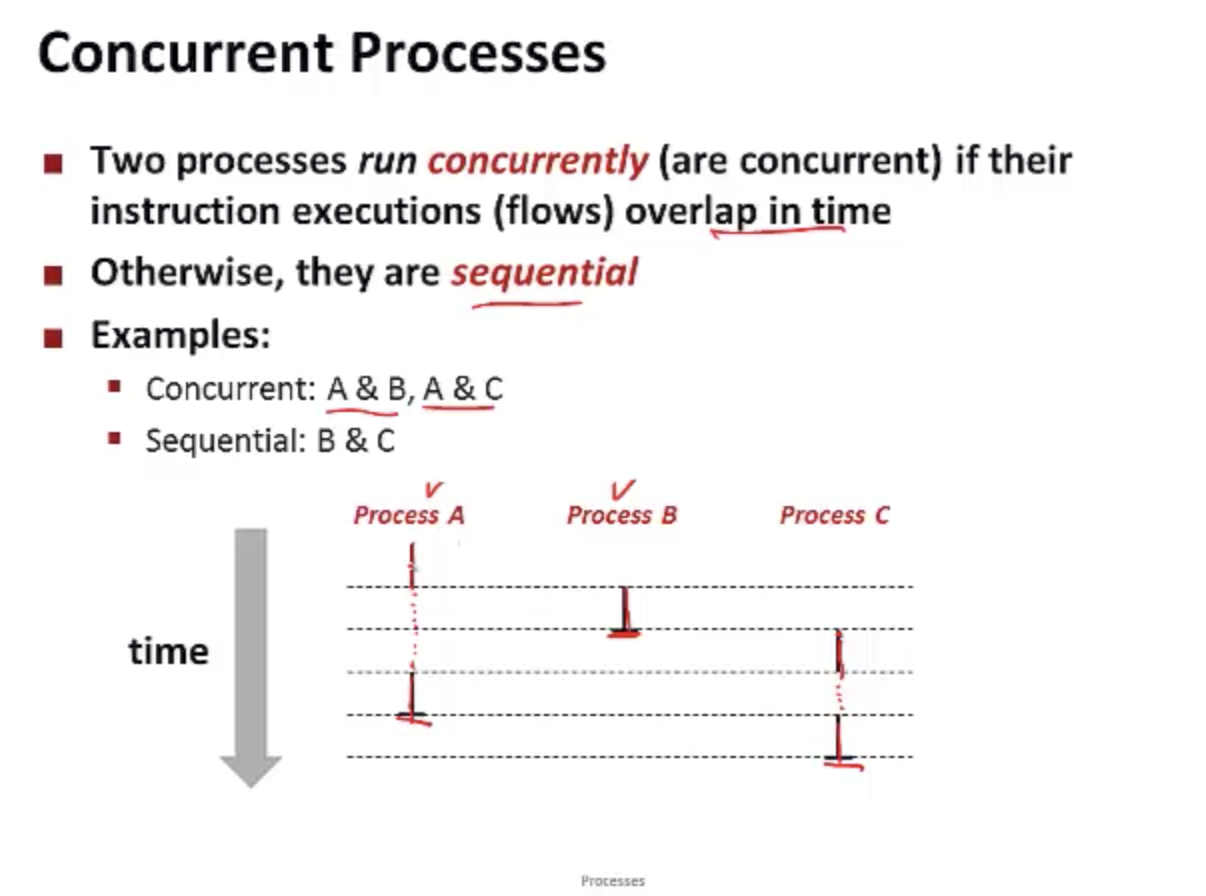 Concurrent Processes
Two processes run concurrently (are concurrent) if their
instruction executions (flows) overlap in time
Otherwise, they are sequential
Examples:
Concurrent: A & B, A & C
Sequential: B & C
Process A Process B Process C
time
Processes